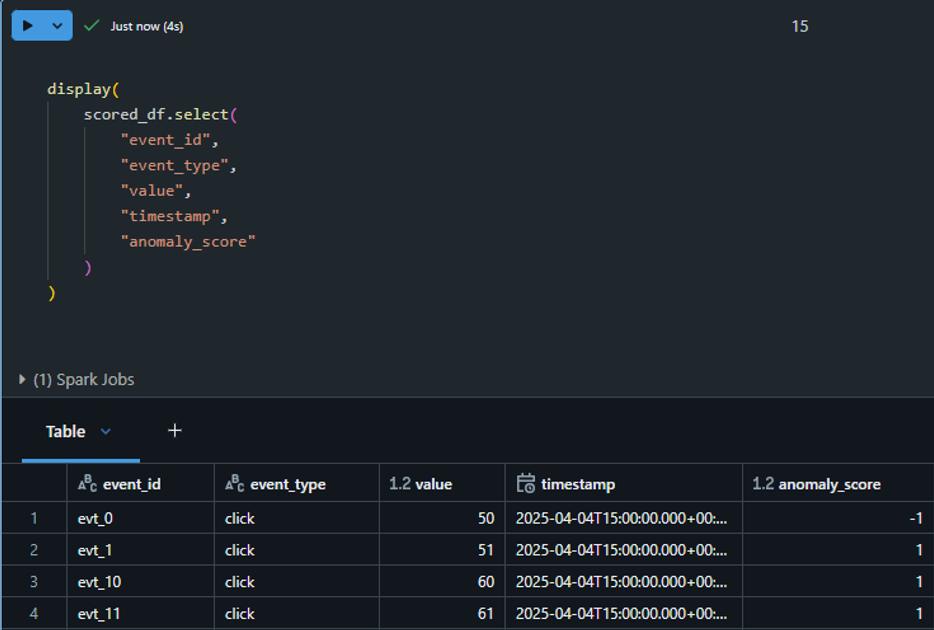 Just now (4s)
15
display(
scored_df.select(
"event_id",
"event_type",
"value",
"timestamp",
"anomaly_score"
)
)
(1) Spark Jobs
Table +
ABC event_id ABC event_type 1.2 value timestamp 1.2 anomaly_score
1 evt_0 click 50 2025-04-04T15:00:00.000+00:... -1
2 evt_1 click 51 2025-04-04T15:00:00.000+00:... 1
3 evt_10 click 60 2025-04-04T15:00:00.000+00:... 1
4 evt_11 click 61 2025-04-04T15:00:00.000+00:... 1